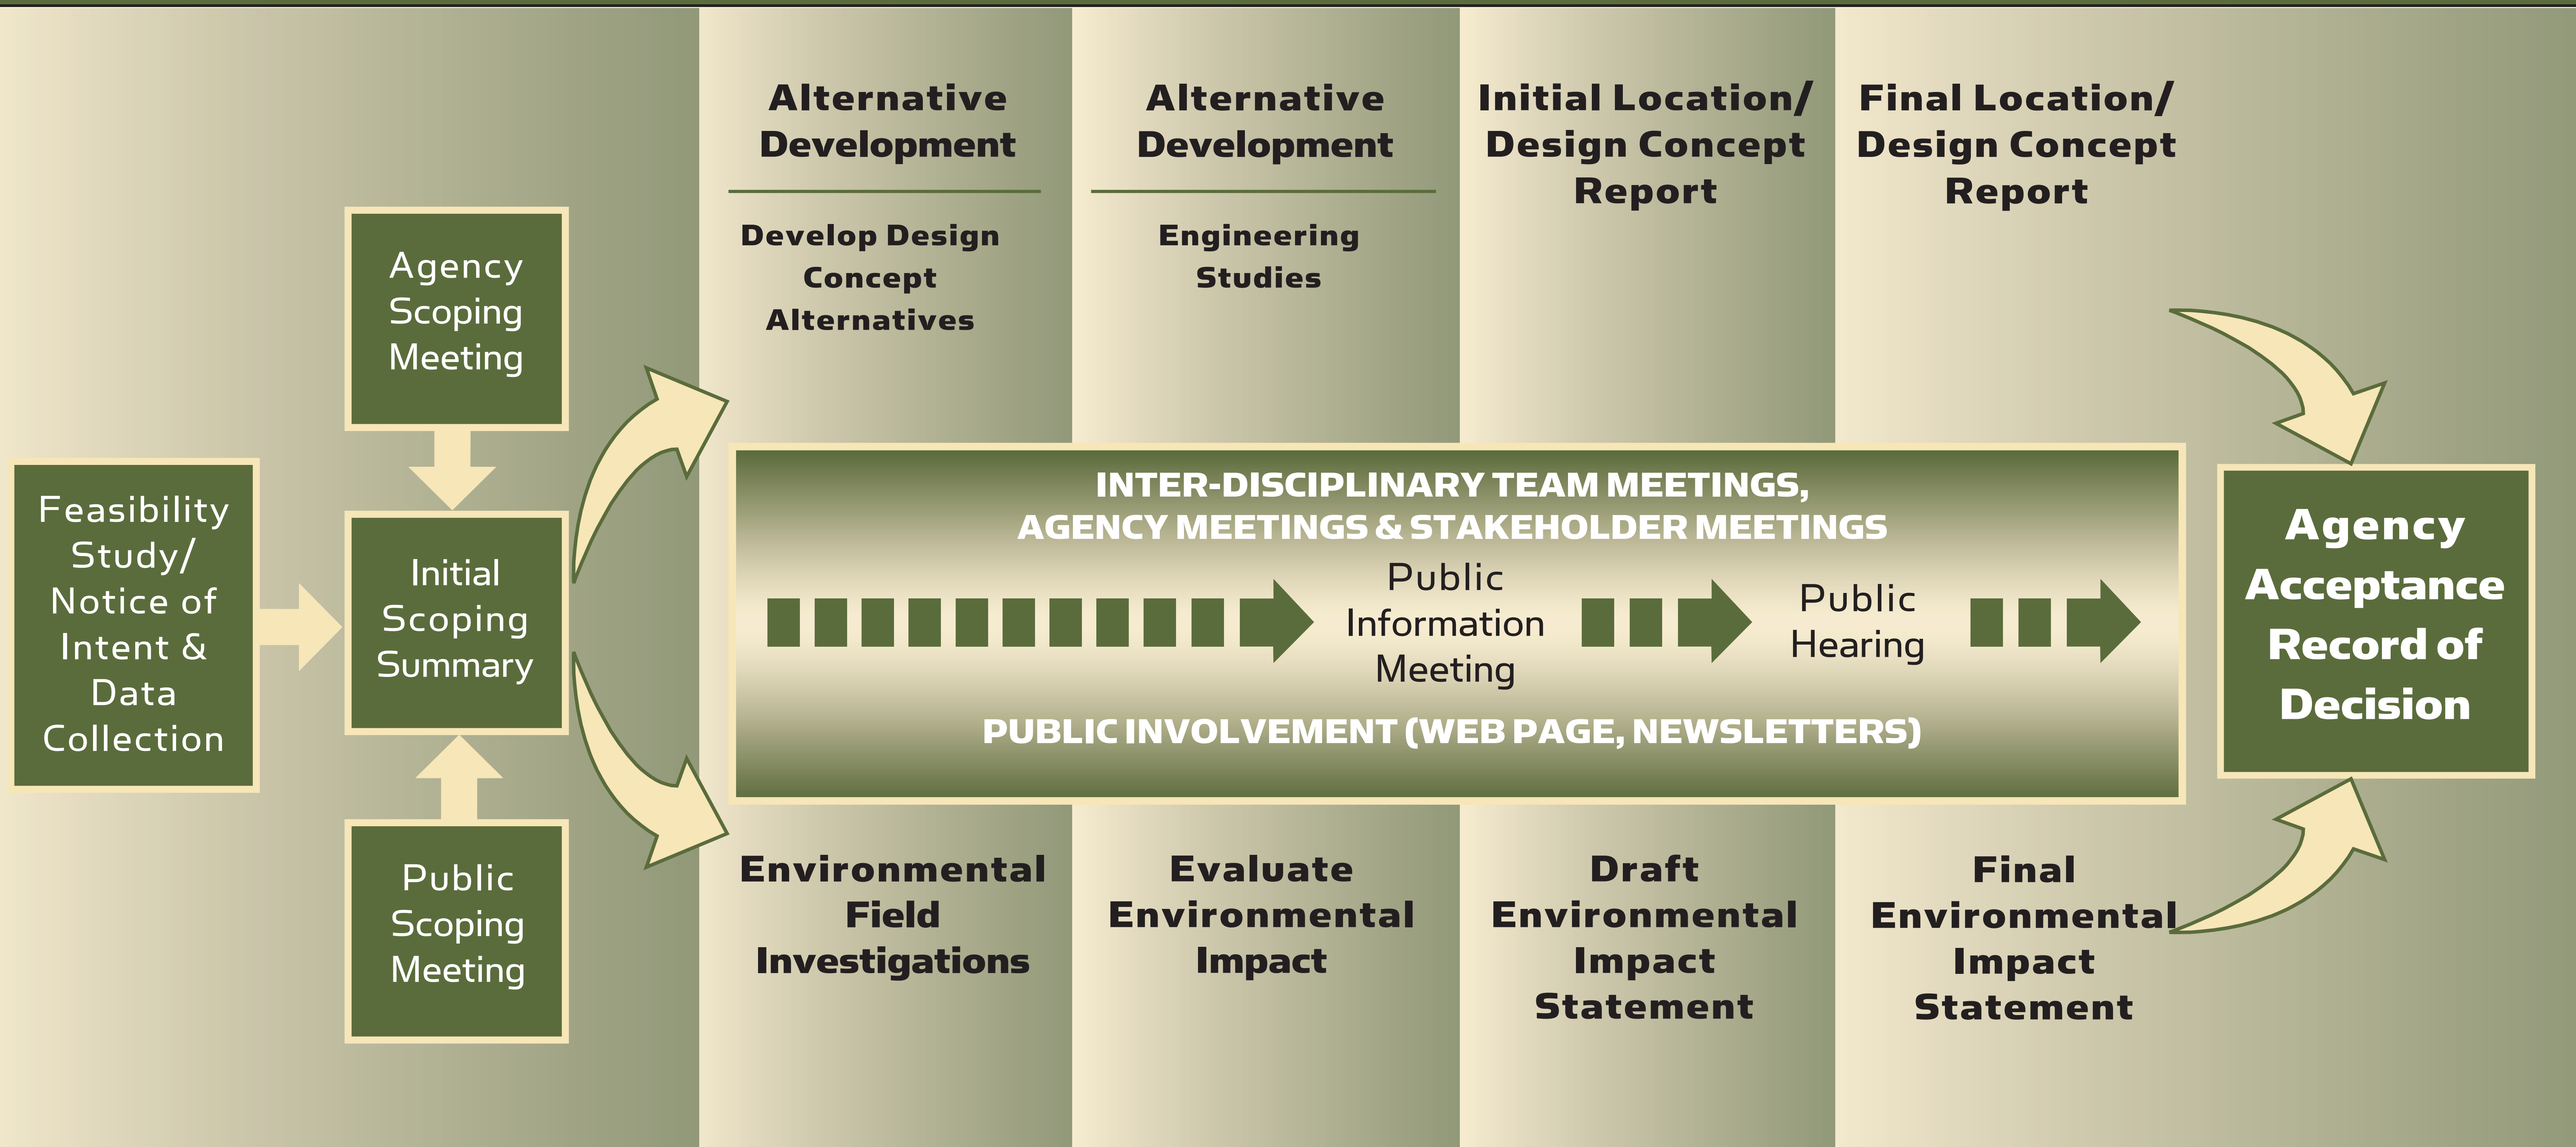 Feasibility
Study/
Notice of
Intent &
Data
Collection
Agency
Scoping
Meeting
Initial
Scoping
Summary
Public
Scoping
Meeting
Alternative
Development
Develop Design
Concept
Alternatives
Alternative
Development
Engineering
Studies
Initial Location/
Design Concept
Report
Final Location/
Design Concept
Report
INTER-DISCIPLINARY TEAM MEETINGS,
AGENCY MEETINGS & STAKEHOLDER MEETINGS
Public
Information
Meeting
Public
Hearing
PUBLIC INVOLVEMENT (WEB PAGE, NEWSLETTERS)
Environmental
Field
Investigations
Evaluate
Environmental
Impact
Draft
Environmental
Impact
Statement
Final
Environmental
Impact
Statement
Agency
Acceptance
Record of
Decision